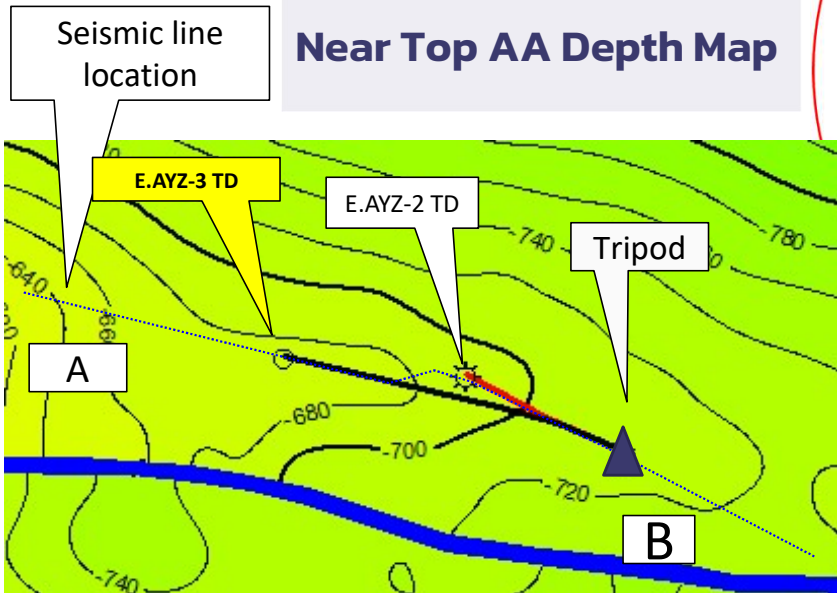 Seismic line
location
Near Top AA Depth Map
E.AYZ-3 TD
E.AYZ-2 TD
Tripod
-740
-780
-640
A
-680
-700
-720
B
-740